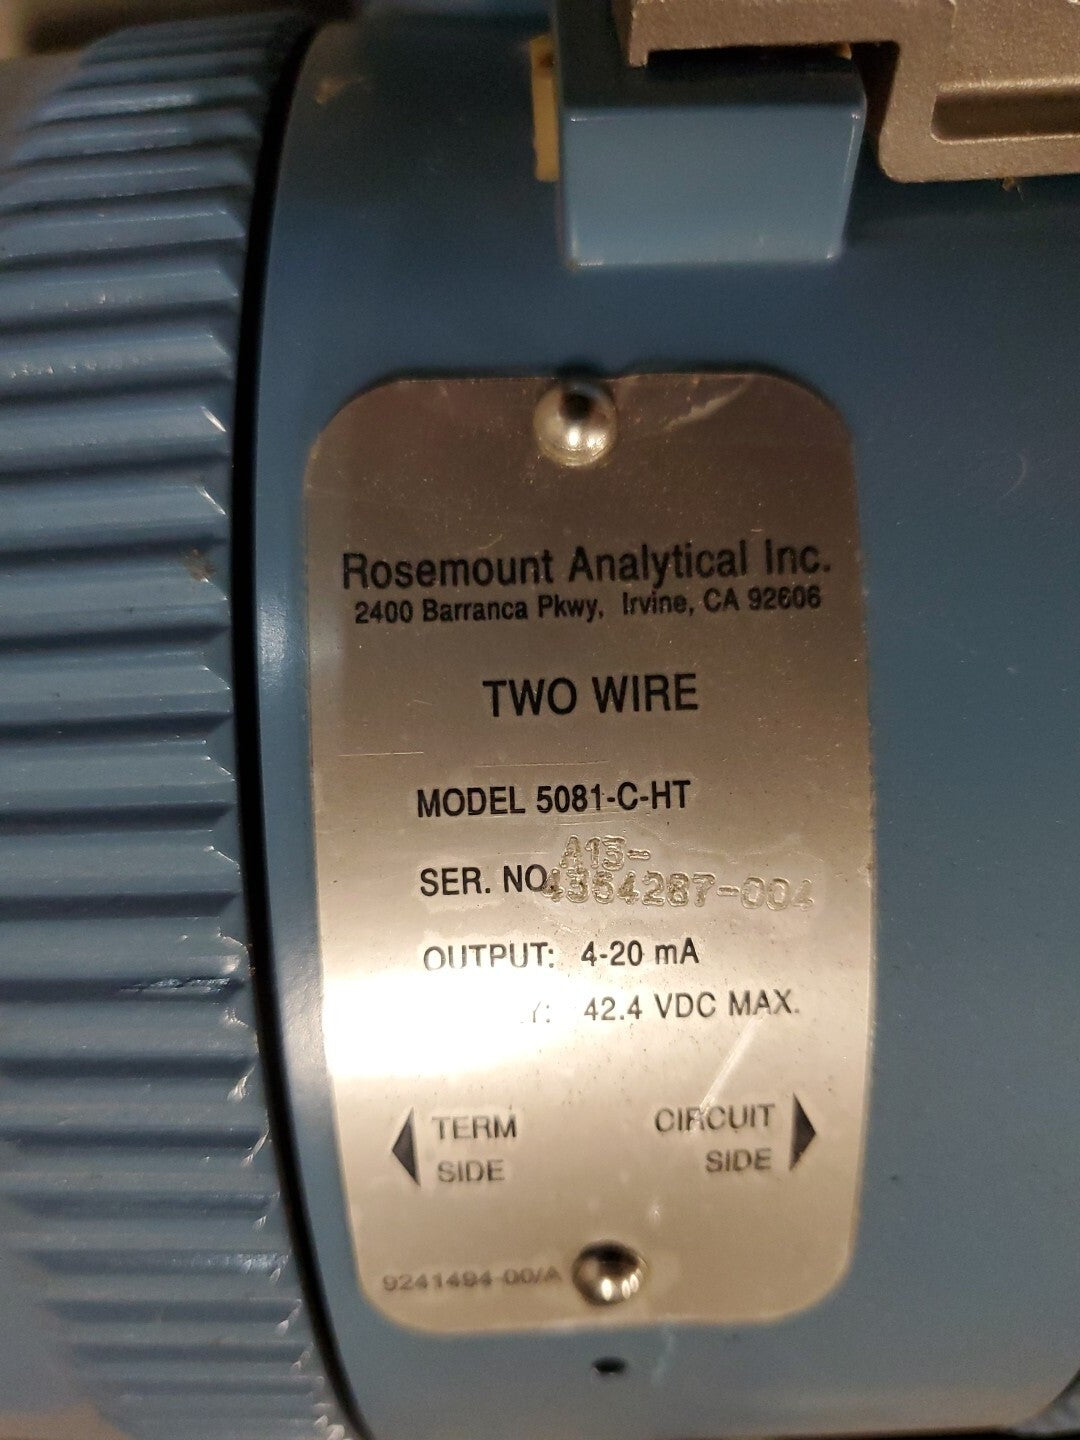 Rosemount Analytical Inc.
2400 Barranca Pkwy, Irvine, CA 92606
TWO WIRE
MODEL 5081-C-HT
A13-
SER. NO. 4354287-004
OUTPUT: 4-20 mA
Y: 42.4 VDC MAX.
TERM CIRCUIT
SIDE SIDE
9241494-00/A